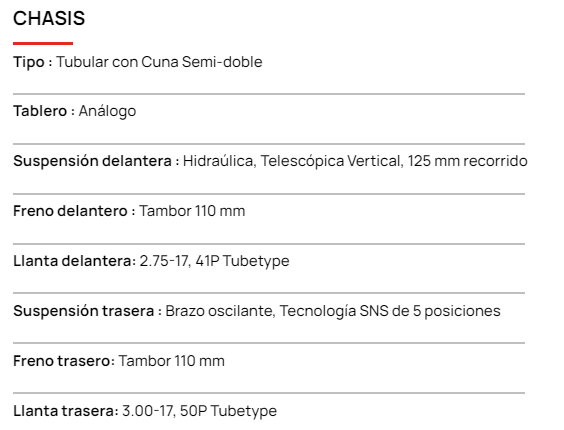 CHASIS
Tipo : Tubular con Cuna Semi-doble
Tablero : Análogo
Suspensión delantera : Hidraúlica, Telescópica Vertical, 125 mm recorrido
Freno delantero : Tambor 110 mm
Llanta delantera: 2.75-17, 41P Tubetype
Suspensión trasera : Brazo oscilante, Tecnología SNS de 5 posiciones
Freno trasero: Tambor 110 mm
Llanta trasera: 3.00-17, 50P Tubetype